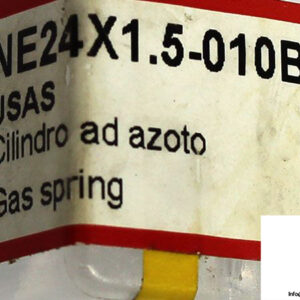 NE24X1.5-010B
USAS
Cilindro ad azoto
Gas spring